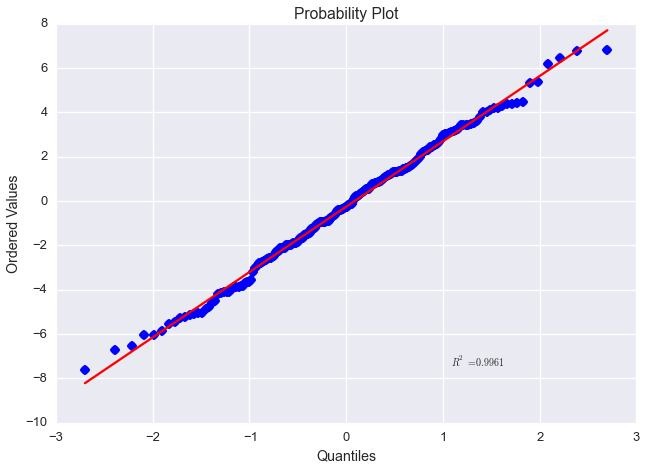 Probability Plot
8
6
4
2
0
−2
−4
−6
−8
−10
Ordered Values
R² =0.9961
−3 −2 −1 0 1 2 3
Quantiles